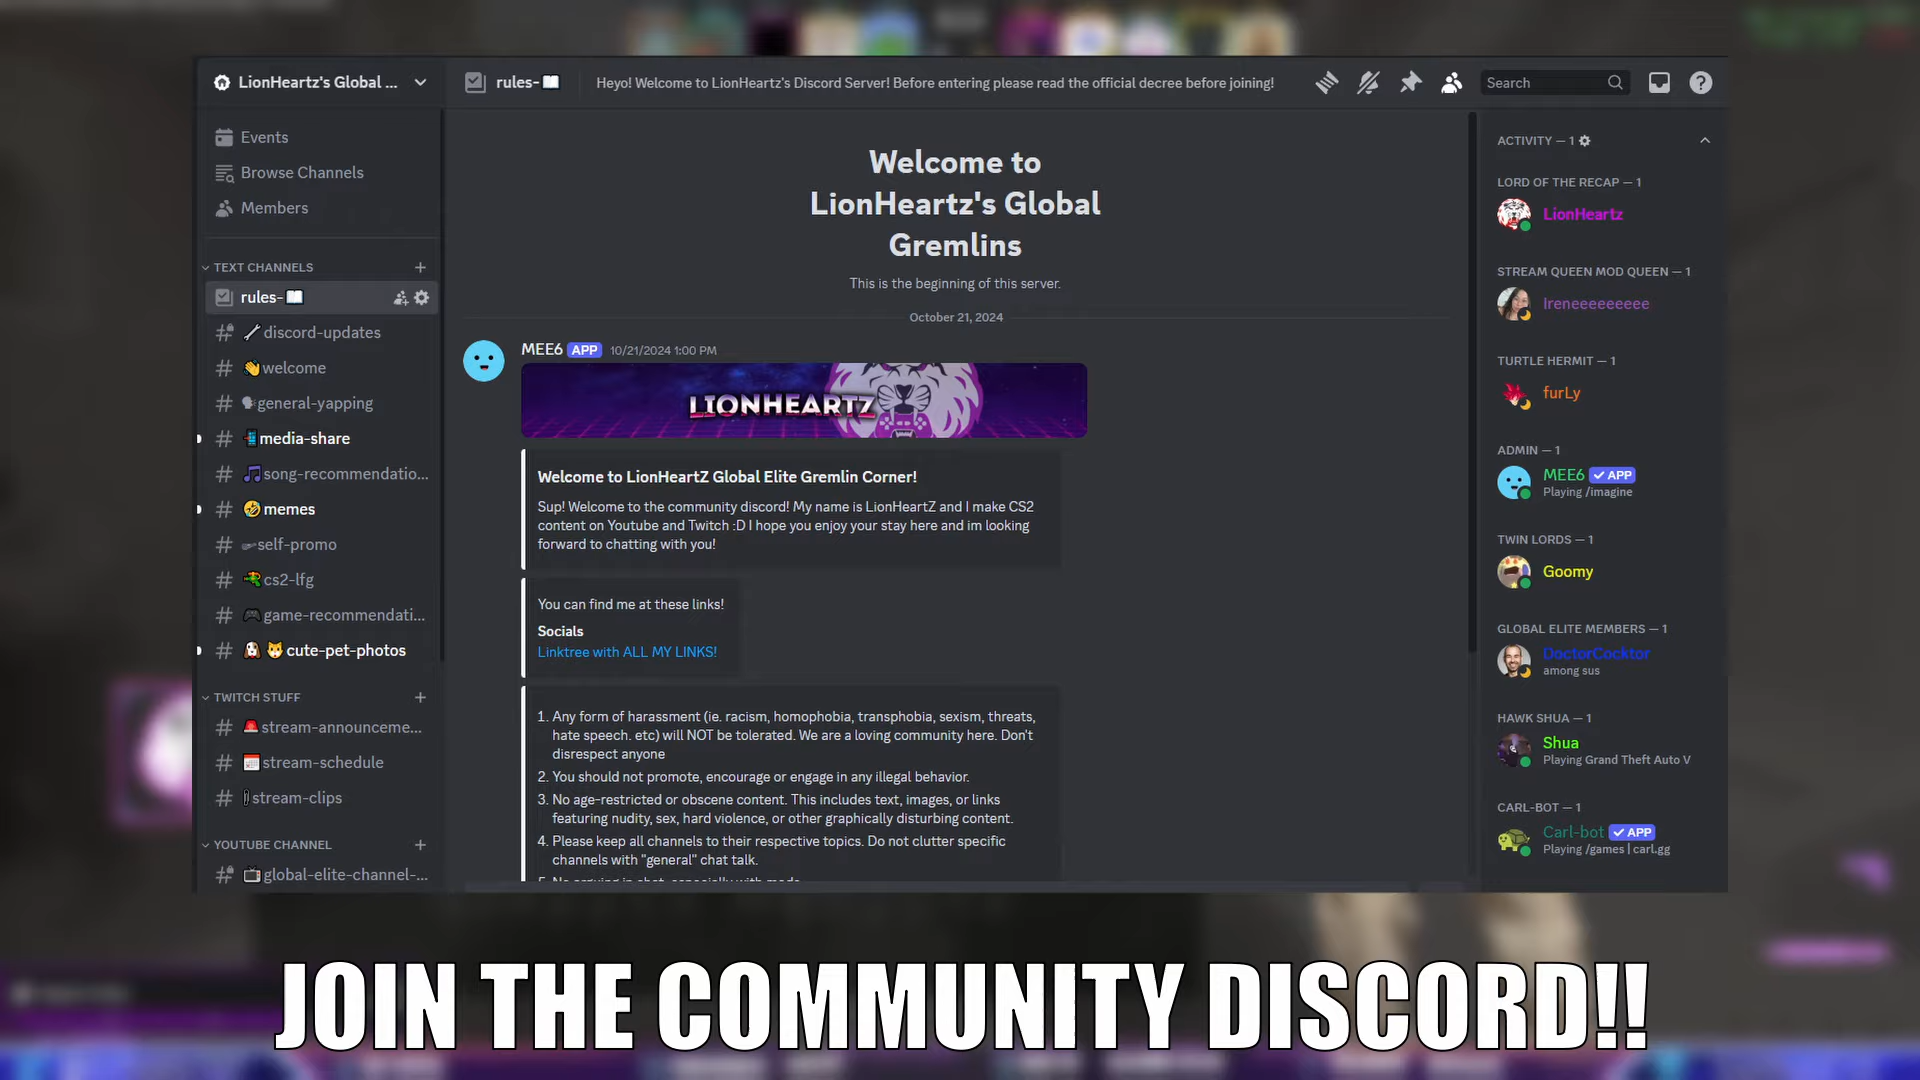 LionHeartz's Global ...
rules-
Heyo! Welcome to LionHeartz's Discord Server! Before entering please read the official decree before joining!
Search
Events
Browse Channels
Members
TEXT CHANNELS
rules-
discord-updates
welcome
general-yapping
media-share
song-recommendatio...
memes
self-promo
cs2-lfg
game-recommendati...
cute-pet-photos
TWITCH STUFF
stream-announceme...
stream-schedule
stream-clips
YOUTUBE CHANNEL
global-elite-channel-...
Welcome to
LionHeartz's Global
Gremlins
This is the beginning of this server.
October 21, 2024
MEE6 APP 10/21/2024 1:00 PM
LIONHEARTZ
Welcome to LionHeartZ Global Elite Gremlin Corner!
Sup! Welcome to the community discord! My name is LionHeartZ and I make CS2
content on Youtube and Twitch :D I hope you enjoy your stay here and im looking
forward to chatting with you!
You can find me at these links!
Socials
Linktree with ALL MY LINKS!
1. Any form of harassment (ie. racism, homophobia, transphobia, sexism, threats,
hate speech. etc) will NOT be tolerated. We are a loving community here. Don't
disrespect anyone
2. You should not promote, encourage or engage in any illegal behavior.
3. No age-restricted or obscene content. This includes text, images, or links
featuring nudity, sex, hard violence, or other graphically disturbing content.
4. Please keep all channels to their respective topics. Do not clutter specific
channels with "general" chat talk.
5. No arguing in chat, especially with mods
ACTIVITY — 1
LORD OF THE RECAP — 1
LionHeartz
STREAM QUEEN MOD QUEEN — 1
Ireneeeeeeeee
TURTLE HERMIT — 1
furLy
ADMIN — 1
MEE6 APP
Playing /imagine
TWIN LORDS — 1
Goomy
GLOBAL ELITE MEMBERS — 1
DoctorCocktor
among sus
HAWK SHUA — 1
Shua
Playing Grand Theft Auto V
CARL-BOT — 1
Carl-bot APP
Playing /games | carl.gg
JOIN THE COMMUNITY DISCORD!!